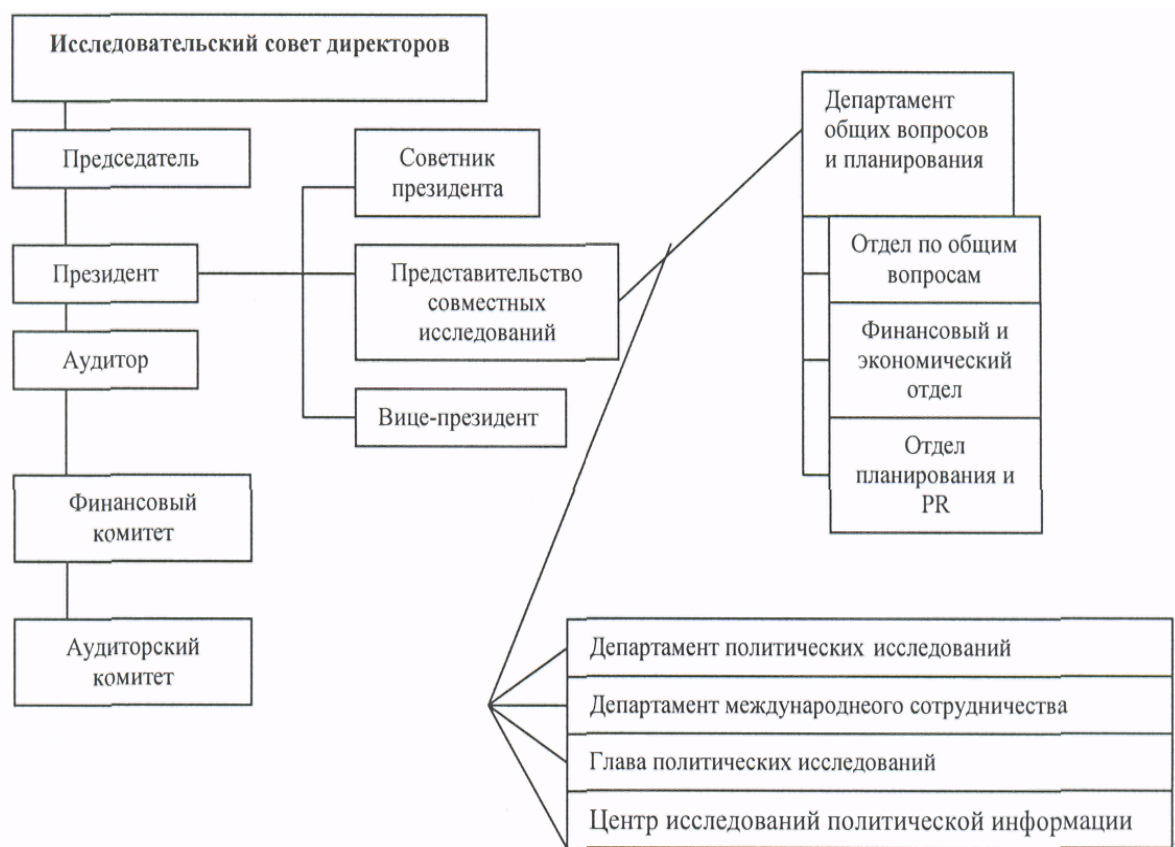 Исследовательский совет директоров
Председатель
Президент
Аудитор
Финансовый
комитет
Аудиторский
комитет
Советник
президента
Представительство
совместных
исследований
Вице-президент
Департамент
общих вопросов
и планирования
Отдел по общим
вопросам
Финансовый и
экономический
отдел
Отдел
планирования и
PR
Департамент политических исследований
Департамент международнеого сотрудничества
Глава политических исследований
Центр исследований политической информации